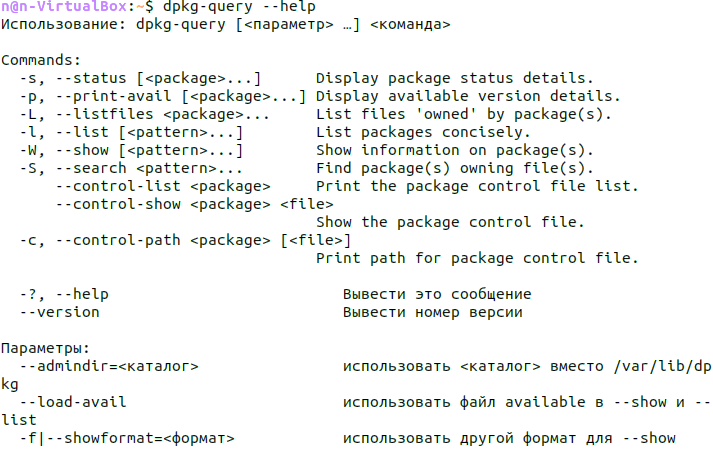 n@n-VirtualBox:~$ dpkg-query --help
Использование: dpkg-query [<параметр> …] <команда>
Commands:
-s, --status [<package>...] Display package status details.
-p, --print-avail [<package>...] Display available version details.
-L, --listfiles <package>... List files 'owned' by package(s).
-l, --list [<pattern>...] List packages concisely.
-W, --show [<pattern>...] Show information on package(s).
-S, --search <pattern>... Find package(s) owning file(s).
--control-list <package> Print the package control file list.
--control-show <package> <file>
Show the package control file.
-c, --control-path <package> [<file>]
Print path for package control file.
-?, --help Вывести это сообщение
--version Вывести номер версии
Параметры:
--admindir=<каталог> использовать <каталог> вместо /var/lib/dp
kg
--load-avail использовать файл available в --show и --
list
-f|--showformat=<формат> использовать другой формат для --show